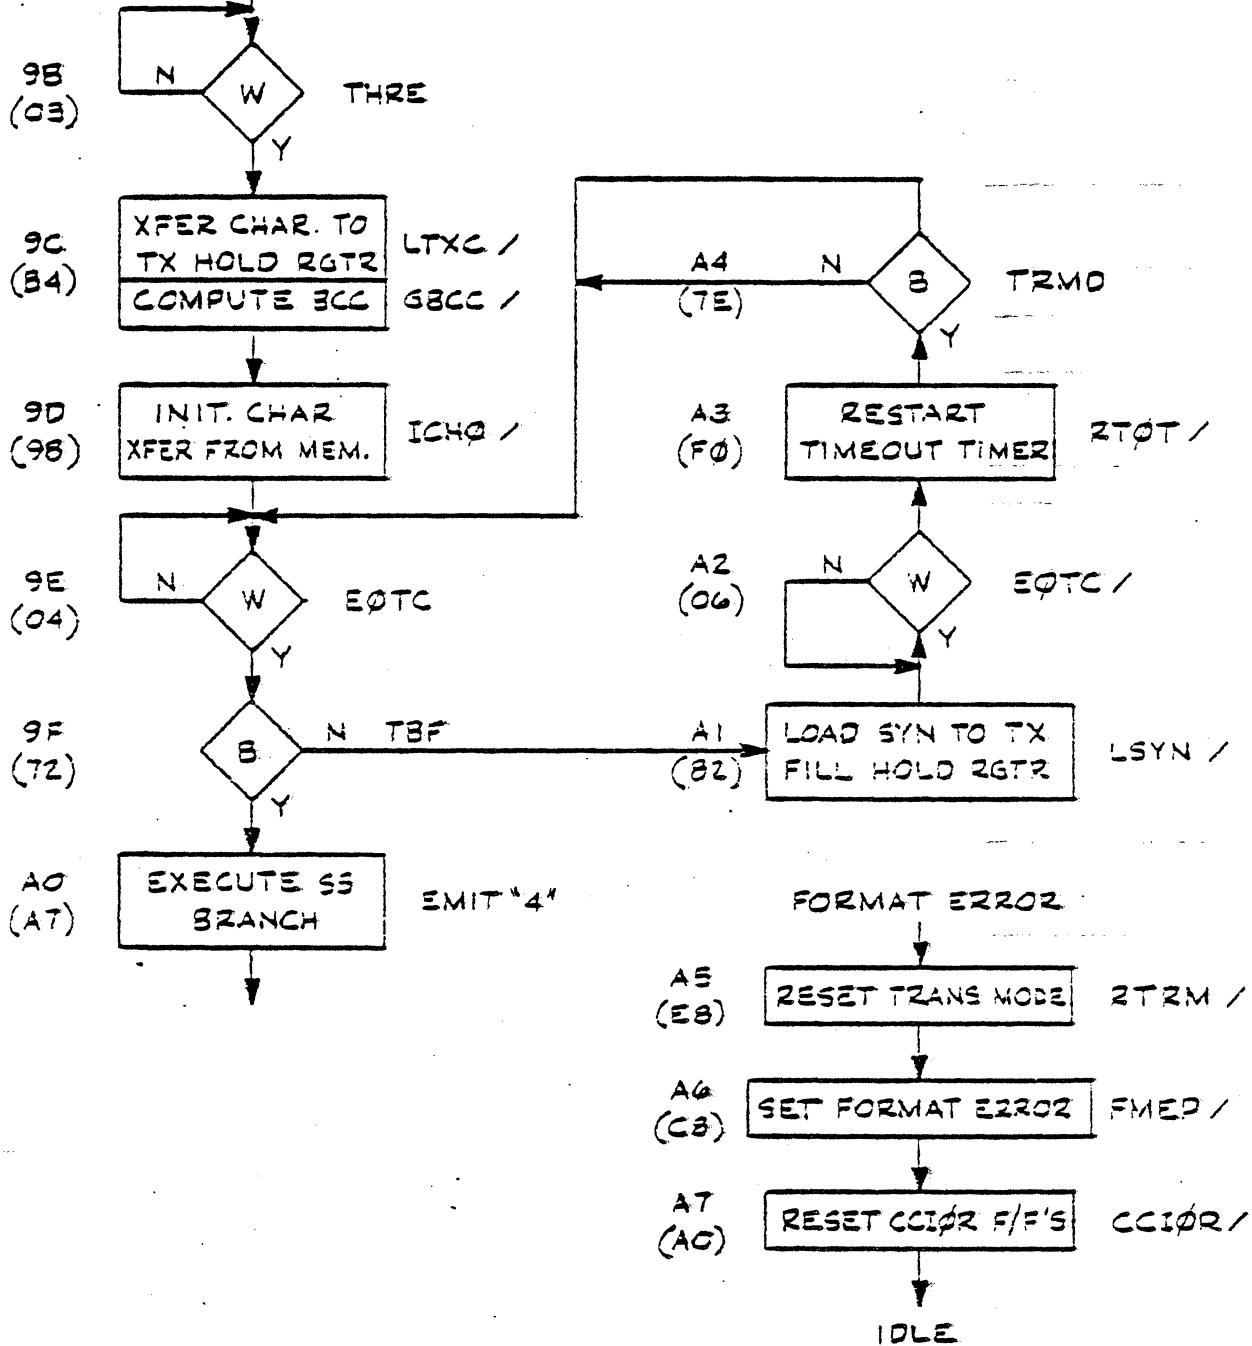 9B
(03)
N
W
THRE
Y
9C
(B4)
XFER CHAR. TO
TX HOLD RGTR
LTXC /
COMPUTE BCC
GBCC /
9D
(98)
INIT. CHAR
XFER FROM MEM.
ICHØ /
9E
(04)
N
W
EØTC
Y
9F
(72)
B
N TBF
Y
A0
(A7)
EXECUTE SS
BRANCH
EMIT "4"
A4
(7E)
N
B
TRMD
Y
A3
(FØ)
RESTART
TIMEOUT TIMER
RTØT /
A2
(06)
N
W
EØTC /
Y
A1
(82)
LOAD SYN TO TX
FILL HOLD RGTR
LSYN /
FORMAT ERROR
A5
(E8)
RESET TRANS MODE
RTRM /
A6
(C8)
SET FORMAT ERROR
FMER /
A7
(A0)
RESET CCIØR F/F'S
CCIØR /
IDLE